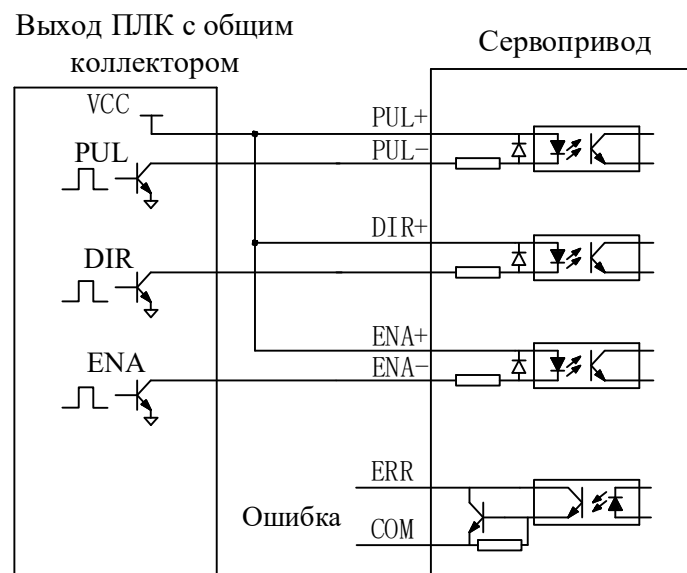 Выход ПЛК с общим
коллектором
Сервопривод
VCC
PUL+
PUL
PUL-
DIR+
DIR
ENA+
ENA
ENA-
ERR
Ошибка
COM